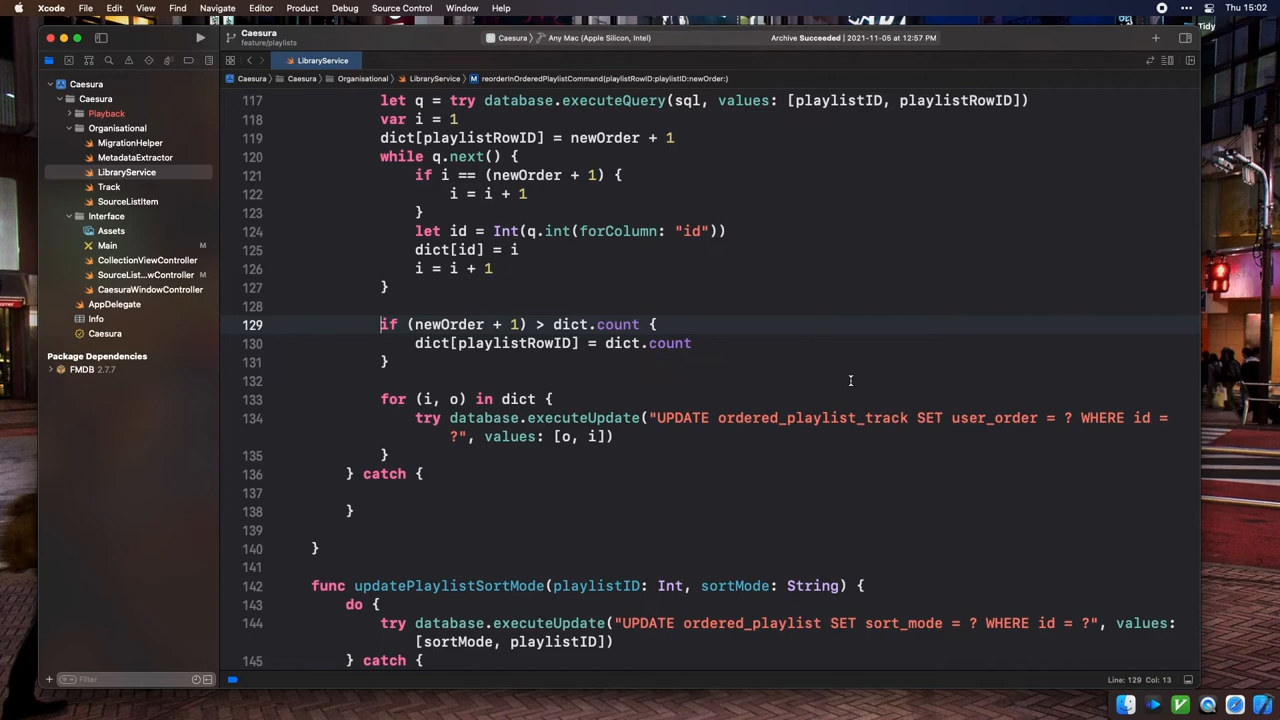 Xcode File Edit View Find Navigate Editor Product Debug Source Control Window Help Thu 15:02
Tidy
Caesura
feature/playlists
Caesura Any Mac (Apple Silicon, Intel)
Archive Succeeded | 2021-11-05 at 12:57 PM
LibraryService
Caesura Caesura Organisational LibraryService M reorderInOrderedPlaylistCommand(playlistRowID:playlistID:newOrder:)
Caesura
Caesura
Playback
Organisational
MigrationHelper
MetadataExtractor
LibraryService
Track
SourceListItem
Interface
Assets
Main M
CollectionViewController
SourceList...wController M
CaesuraWindowController
AppDelegate
Info
Caesura
Package Dependencies
FMDB 2.7.7
Filter
117 let q = try database.executeQuery(sql, values: [playlistID, playlistRowID])
118 var i = 1
119 dict[playlistRowID] = newOrder + 1
120 while q.next() {
121 if i == (newOrder + 1) {
122 i = i + 1
123 }
124 let id = Int(q.int(forColumn: "id"))
125 dict[id] = i
126 i = i + 1
127 }
128
129 if (newOrder + 1) > dict.count {
130 dict[playlistRowID] = dict.count
131 }
132
133 for (i, o) in dict {
134 try database.executeUpdate("UPDATE ordered_playlist_track SET user_order = ? WHERE id =
?", values: [o, i])
135 }
136 } catch {
137
138 }
139
140 }
141
142 func updatePlaylistSortMode(playlistID: Int, sortMode: String) {
143 do {
144 try database.executeUpdate("UPDATE ordered_playlist SET sort_mode = ? WHERE id = ?", values:
[sortMode, playlistID])
145 } catch {
Line: 129 Col: 13